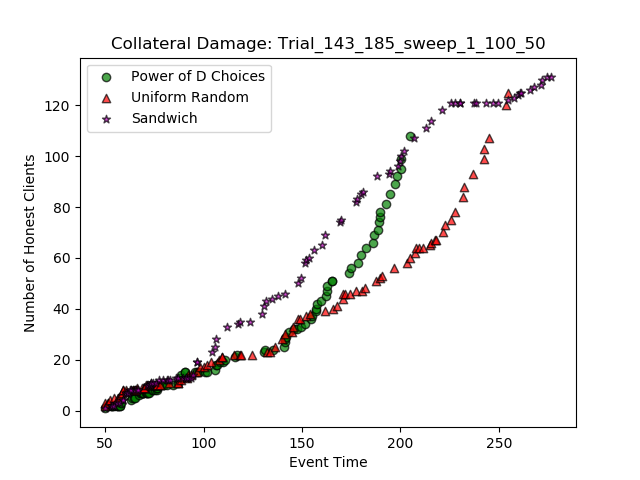 Collateral Damage: Trial_143_185_sweep_1_100_50
Power of D Choices
Uniform Random
Sandwich
Number of Honest Clients
120
100
80
60
40
20
0
50 100 150 200 250
Event Time